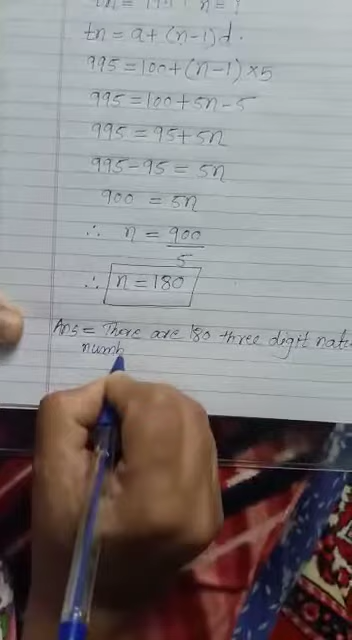 tn = a + (n-1)d.
995 = 100 + (n-1) × 5
995 = 100 + 5n - 5
995 = 95 + 5n
995 - 95 = 5n
900 = 5n
∴ n = 900/5
∴ n = 180
Ans = There are 180 three digit
numb